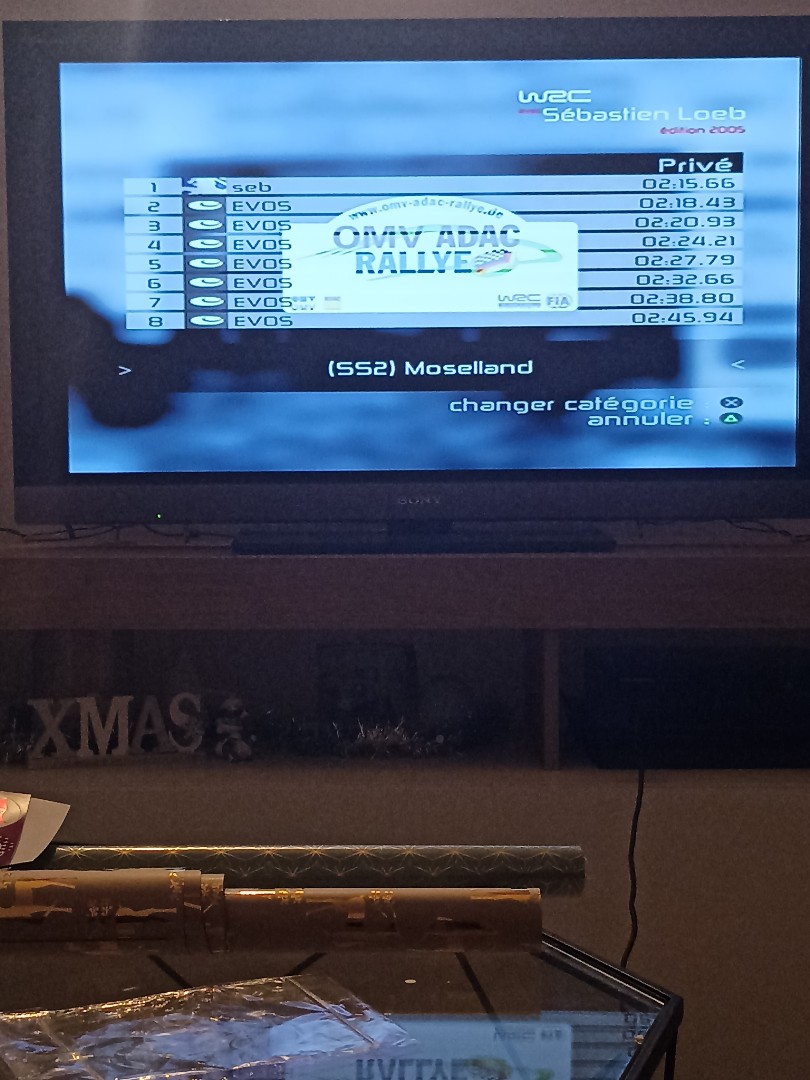 WRC
avec Sébastien Loeb
édition 2005
Privé
1 seb 02:15.66
2 EVOS 02:18.43
3 EVOS 02:20.93
4 EVOS 02:24.21
5 EVOS 02:27.79
6 EVOS 02:32.66
7 EVOS 02:38.80
8 EVOS 02:45.94
www.omv-adac-rallye.de
OMV ADAC
RALLYE
WRC FIA
> (SS2) Moselland <
changer catégorie :
annuler :
SONY
XMAS